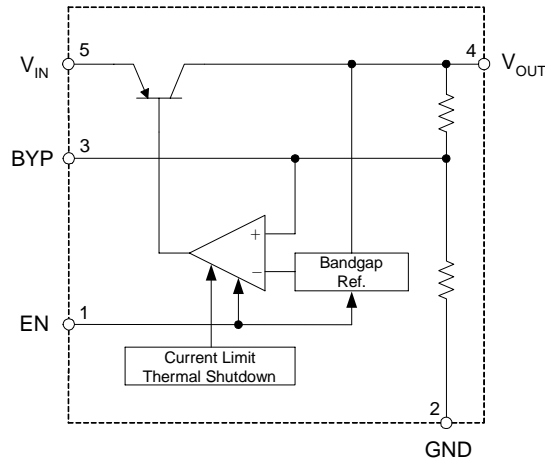 5
4
V_IN
V_OUT
3
BYP
+
−
Bandgap
Ref.
1
EN
Current Limit
Thermal Shutdown
2
GND